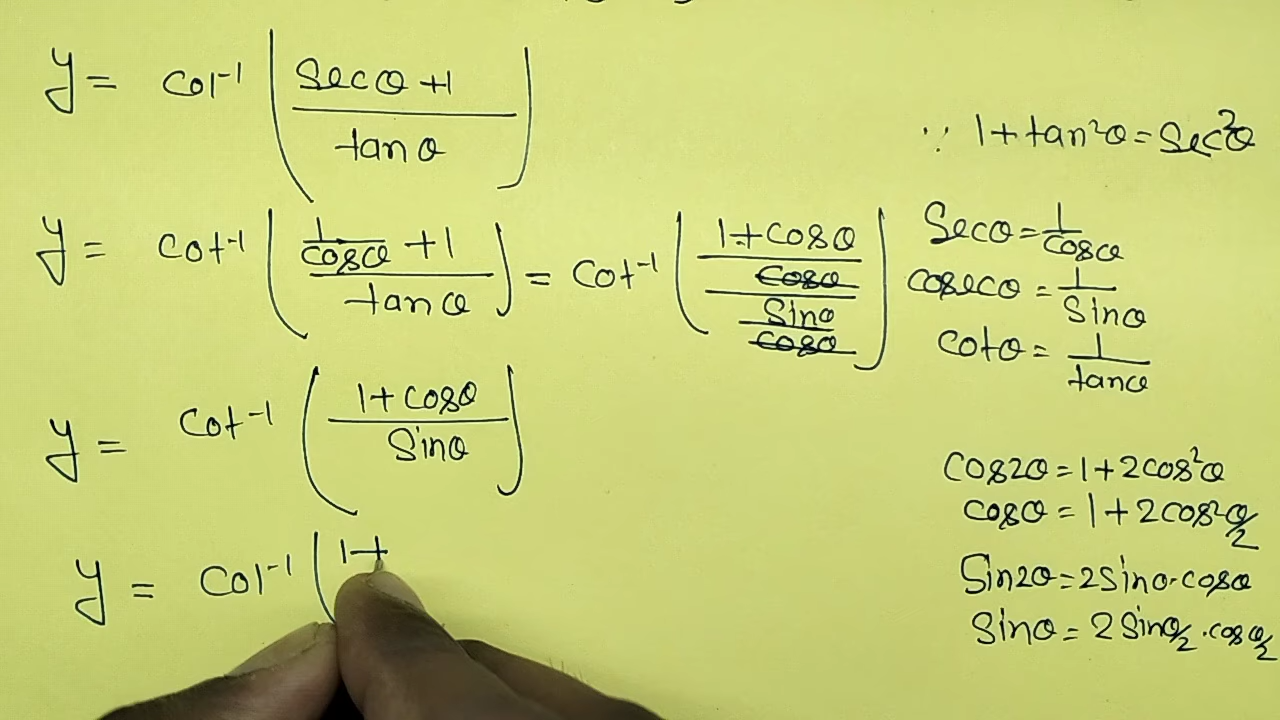 y = cot⁻¹ ( secθ + 1 / tanθ )
y = cot⁻¹ ( 1/cosθ + 1 / tanθ ) = cot⁻¹ ( 1 + cosθ / cosθ / sinθ / cosθ )
y = cot⁻¹ ( 1 + cosθ / sinθ )
y = cot⁻¹ ( 1 +
∵ 1 + tan²θ = sec²θ
Secθ = 1/cosθ
cosecθ = 1/sinθ
cotθ = 1/tanθ
cos2θ = 1 + 2cos²θ
cosθ = 1 + 2cos²θ/2
Sin2θ = 2sinθ·cosθ
Sinθ = 2sinθ/2 · cosθ/2